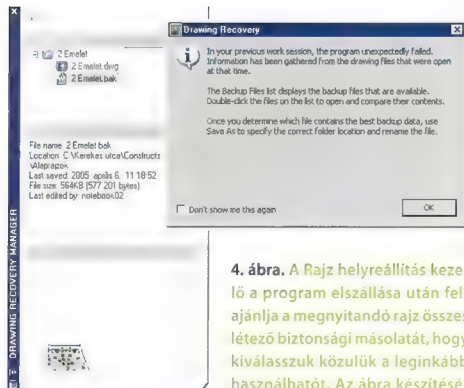 Drawing Recovery
In your previous work session, the program unexpectedly failed.
Information has been gathered from the drawing files that were open
at that time.
The Backup Files list displays the backup files that are available.
Double-click the files on the list to open and compare their contents.
Once you determine which file contains the best backup data, use
Save As to specify the correct folder location and rename the file.
Don't show me this again
OK
2 Emelet
2 Emelet.dwg
2 Emelet.bak
File name: 2 Emelet.bak
Location: C:\Kerekes utca\Constructs
\Alaprajzok
Last saved: 2005. április 6. 11:18:52
File size: 564KB (577 201 bytes)
Last edited by: notebook02
DRAWING RECOVERY MANAGER
4. ábra. A Rajz helyreállítás keze-
lő a program elszállása után fel-
ajánlja a megnyitandó rajz összes
létező biztonsági másolatát, hogy
kiválasszuk közülük a leginkább
használhatót. Az ábra készítésé-